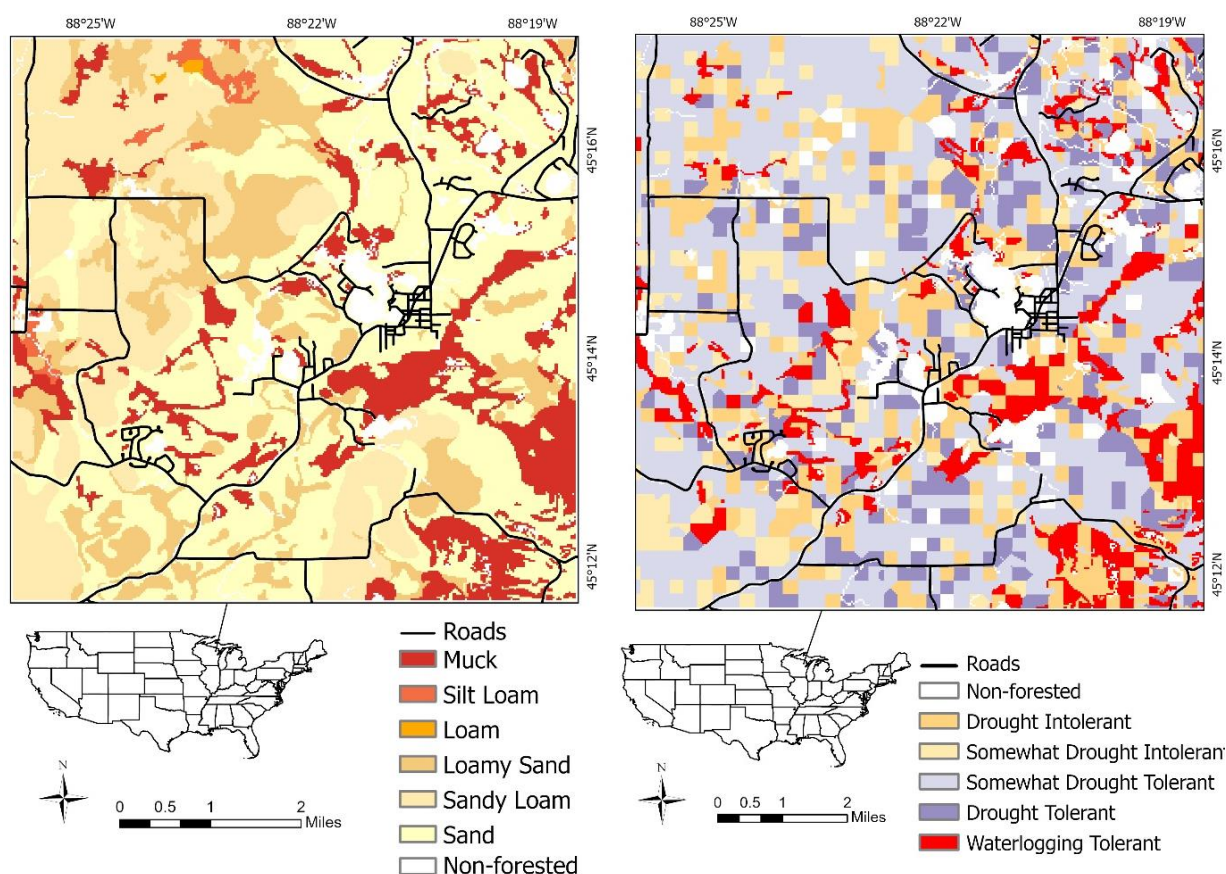 88°25'W 88°22'W 88°19'W
45°16'N
45°14'N
45°12'N
Roads
Muck
Silt Loam
Loam
Loamy Sand
Sandy Loam
Sand
Non-forested
N
0 0.5 1 2
Miles
88°25'W 88°22'W 88°19'W
45°16'N
45°14'N
45°12'N
Roads
Non-forested
Drought Intolerant
Somewhat Drought Intolerant
Somewhat Drought Tolerant
Drought Tolerant
Waterlogging Tolerant
N
0 0.5 1 2
Miles